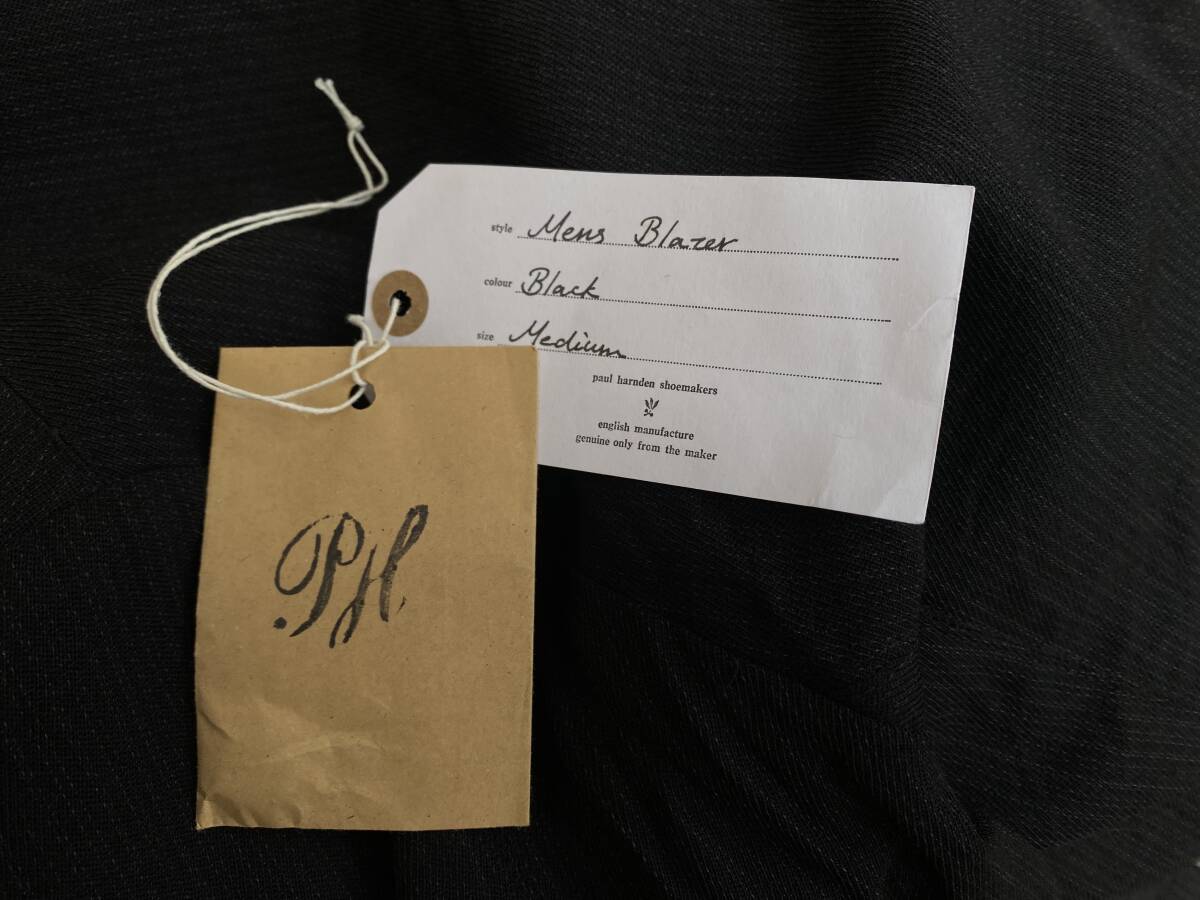 style Mens Blazer
colour Black
size Medium
paul harnden shoemakers
english manufacture
genuine only from the maker
PH